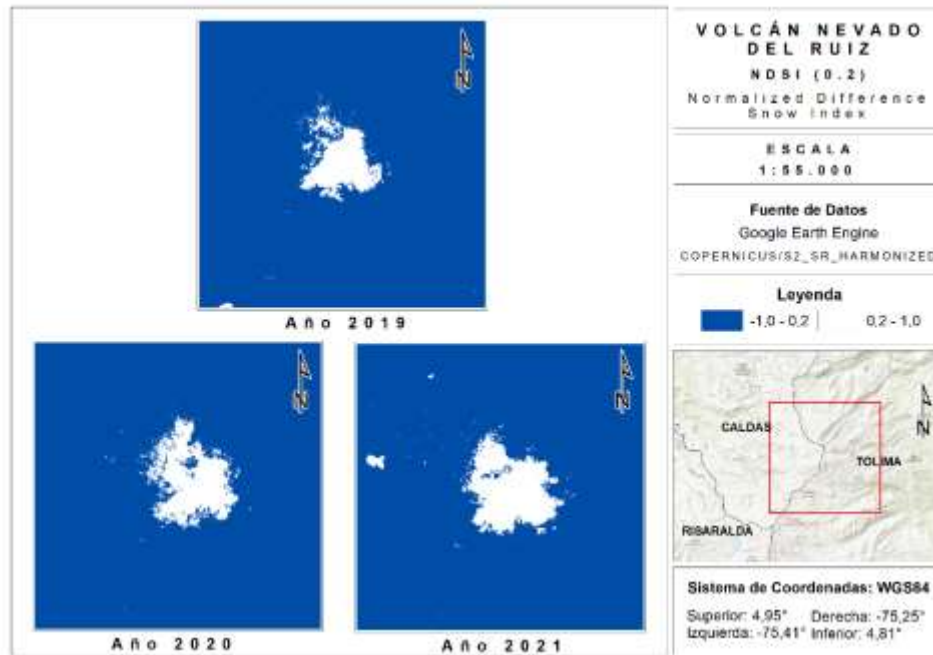 VOLCÁN NEVADO
DEL RUIZ
NDSI (0.2)
Normalized Difference
Snow Index
ESCALA
1:55.000
Fuente de Datos
Google Earth Engine
COPERNICUS/S2_SR_HARMONIZED
Leyenda
-1,0 - 0,2 0,2 - 1,0
N
Año 2019
N
Año 2020
N
Año 2021
N
CALDAS
TOLIMA
RISARALDA
Sistema de Coordenadas: WGS84
Superior: 4,95° Derecha: -75,25°
Izquierda: -75,41° Inferior: 4,81°